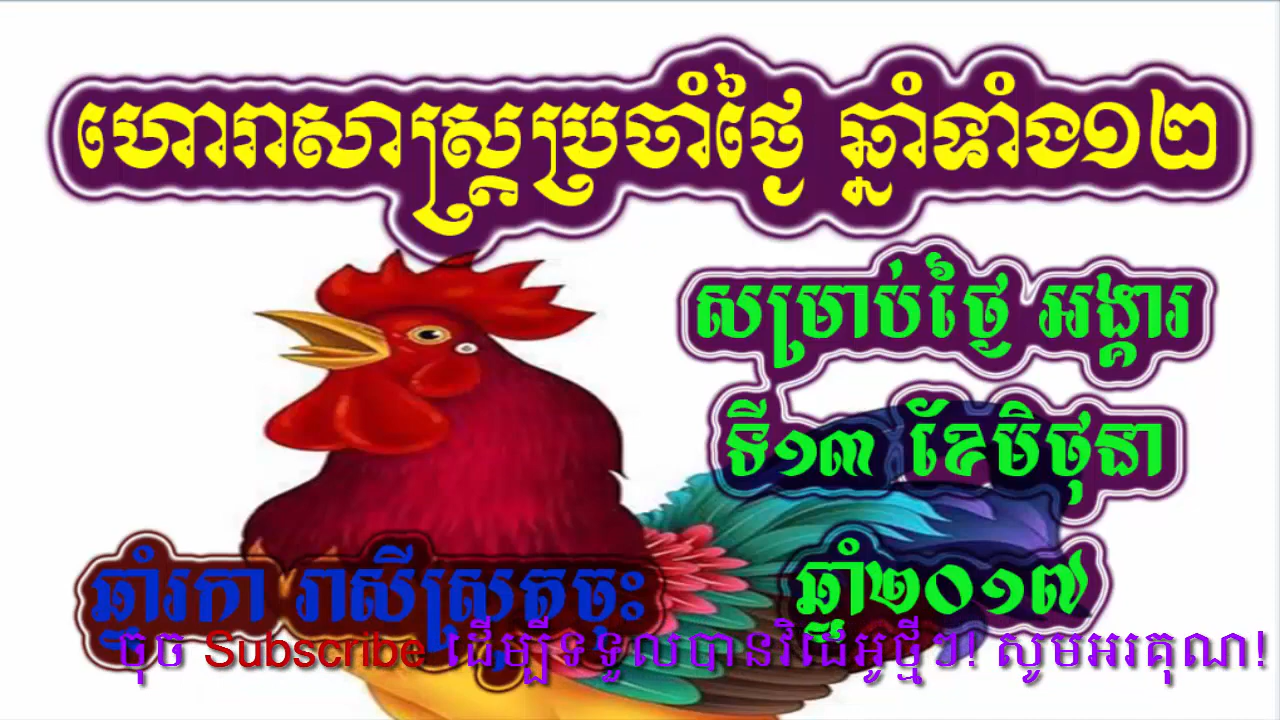 ហោរាសាស្ត្រប្រចាំថ្ងៃ ឆ្នាំទាំង១២
សម្រាប់ថ្ងៃ អង្គារ
ទី១៣ ខែមិថុនា
ឆ្នាំ២០១៧
ឆ្នាំរកា រាសីស្រុតចុះ
ចុច Subscribe ដើម្បីទទួលបានវិដេអូថ្មីៗ! សូមអរគុណ!